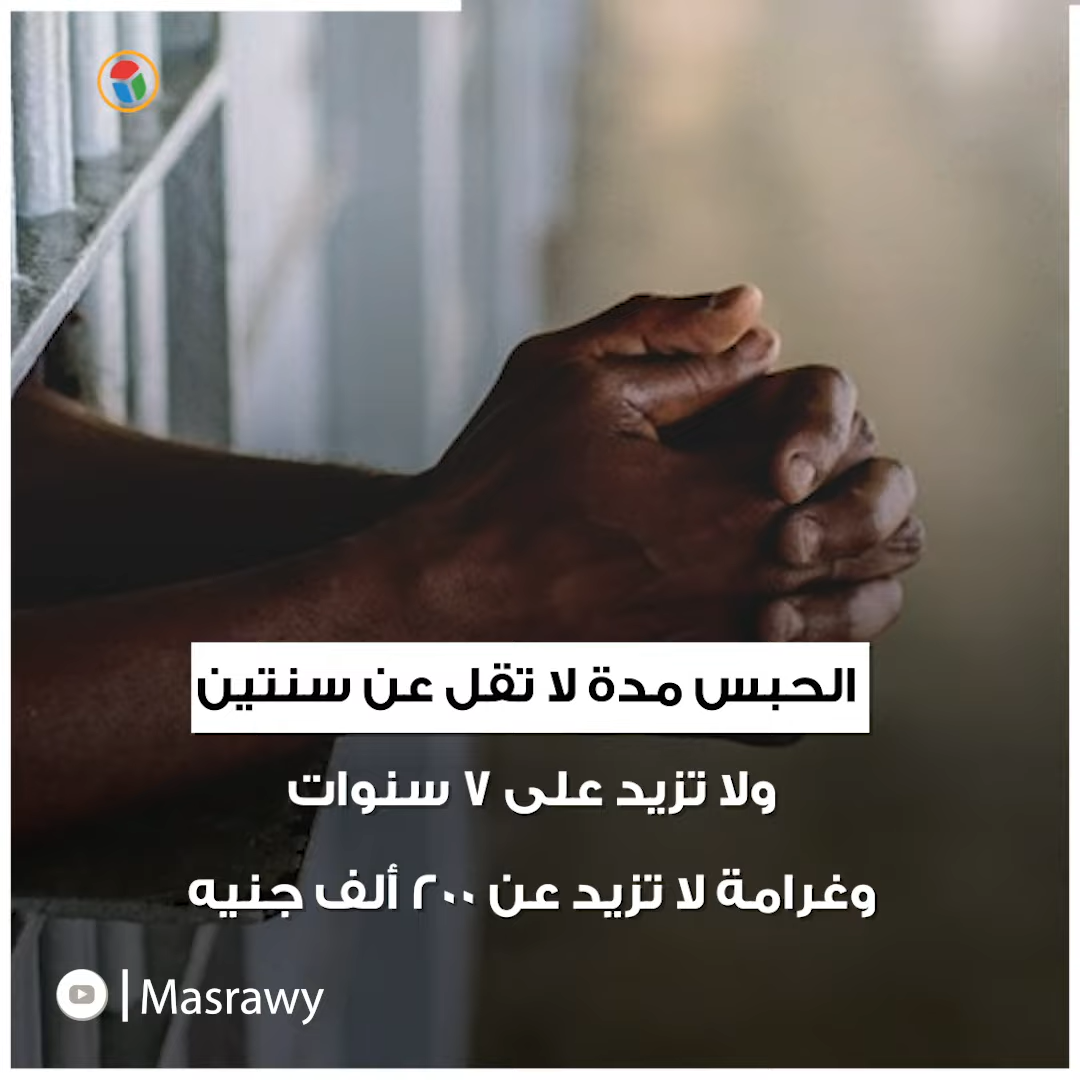 الحبس مدة لا تقل عن سنتين
ولا تزيد على ٧ سنوات
وغرامة لا تزيد عن ٢٠٠ ألف جنيه
Masrawy